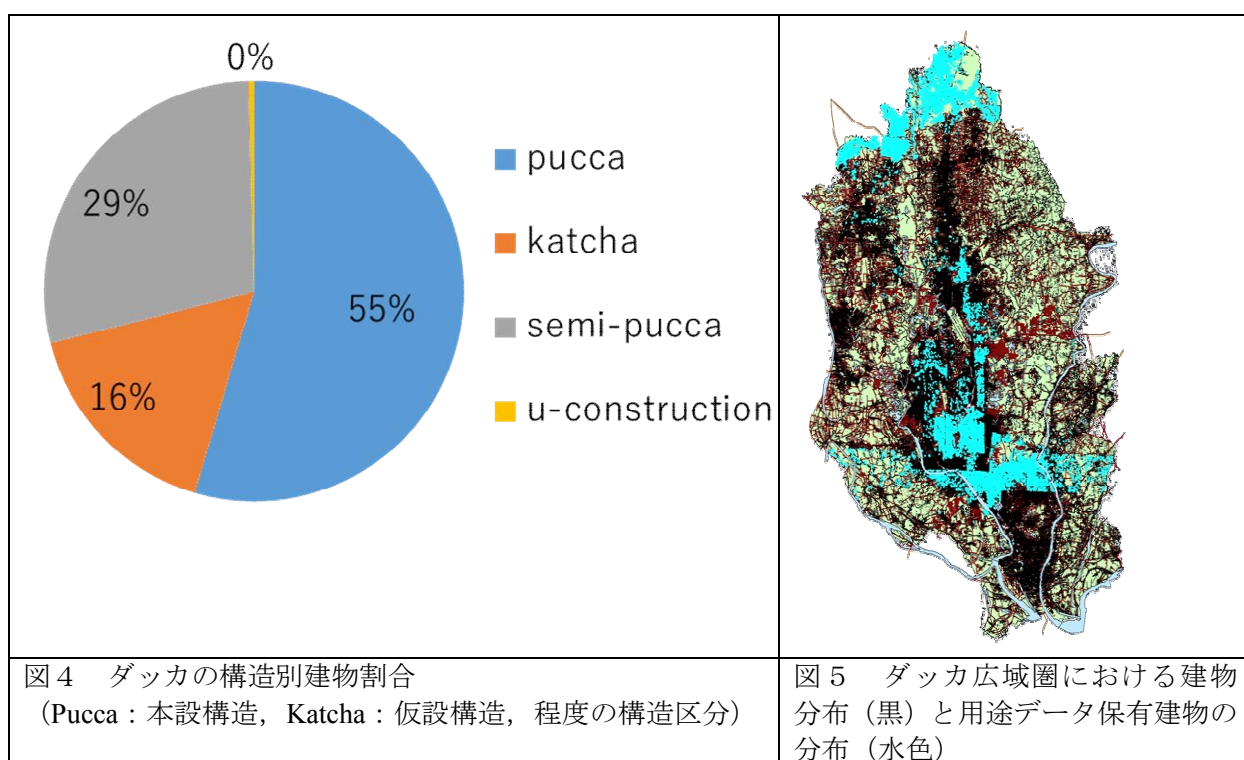 0%
29%
55%
16%
pucca
katcha
semi-pucca
u-construction
図４　ダッカの構造別建物割合
（Pucca：本設構造，Katcha：仮設構造，程度の構造区分）
図５　ダッカ広域圏における建物
分布（黒）と用途データ保有建物の
分布（水色）